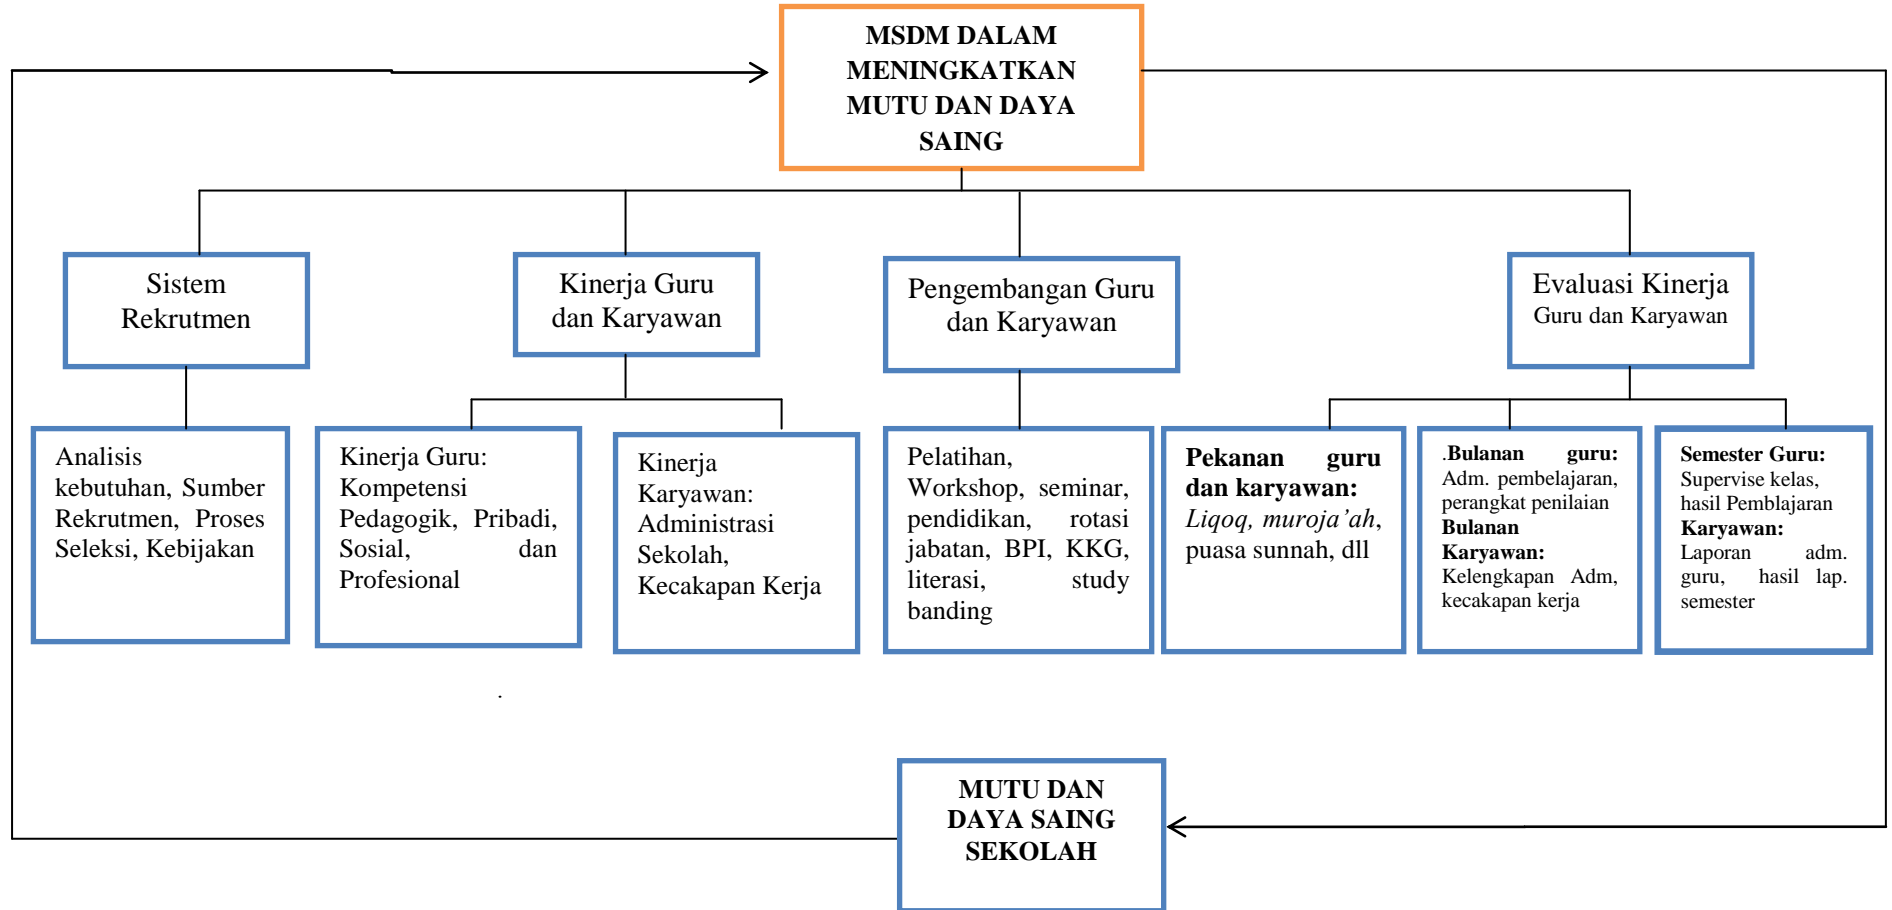 MSDM DALAM
MENINGKATKAN
MUTU DAN DAYA
SAING
Sistem
Rekrutmen
Kinerja Guru
dan Karyawan
Pengembangan Guru
dan Karyawan
Evaluasi Kinerja
Guru dan Karyawan
Analisis
kebutuhan, Sumber
Rekrutmen, Proses
Seleksi, Kebijakan
Kinerja Guru:
Kompetensi
Pedagogik, Pribadi,
Sosial, dan
Profesional
Kinerja
Karyawan:
Administrasi
Sekolah,
Kecakapan Kerja
Pelatihan,
Workshop, seminar,
pendidikan, rotasi
jabatan, BPI, KKG,
literasi, study
banding
Pekanan guru
dan karyawan:
Liqoq, muroja’ah,
puasa sunnah, dll
.Bulanan guru:
Adm. pembelajaran,
perangkat penilaian
Bulanan
Karyawan:
Kelengkapan Adm,
kecakapan kerja
Semester Guru:
Supervise kelas,
hasil Pemblajaran
Karyawan:
Laporan adm.
guru, hasil lap.
semester
.
MUTU DAN
DAYA SAING
SEKOLAH